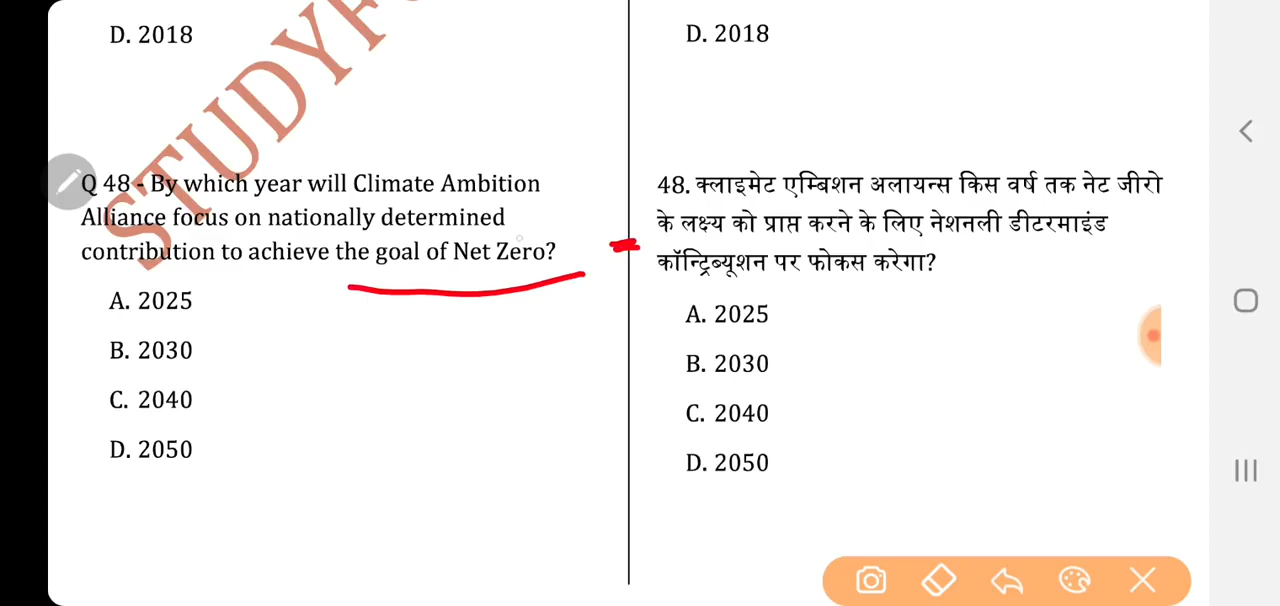 D. 2018
Q 48 - By which year will Climate Ambition
Alliance focus on nationally determined
contribution to achieve the goal of Net Zero?
A. 2025
B. 2030
C. 2040
D. 2050
D. 2018
48. क्लाइमेट एम्बिशन अलायन्स किस वर्ष तक नेट जीरो
के लक्ष्य को प्राप्त करने के लिए नेशनली डीटरमाइंड
कॉन्ट्रिब्यूशन पर फोकस करेगा?
A. 2025
B. 2030
C. 2040
D. 2050
STUDYF